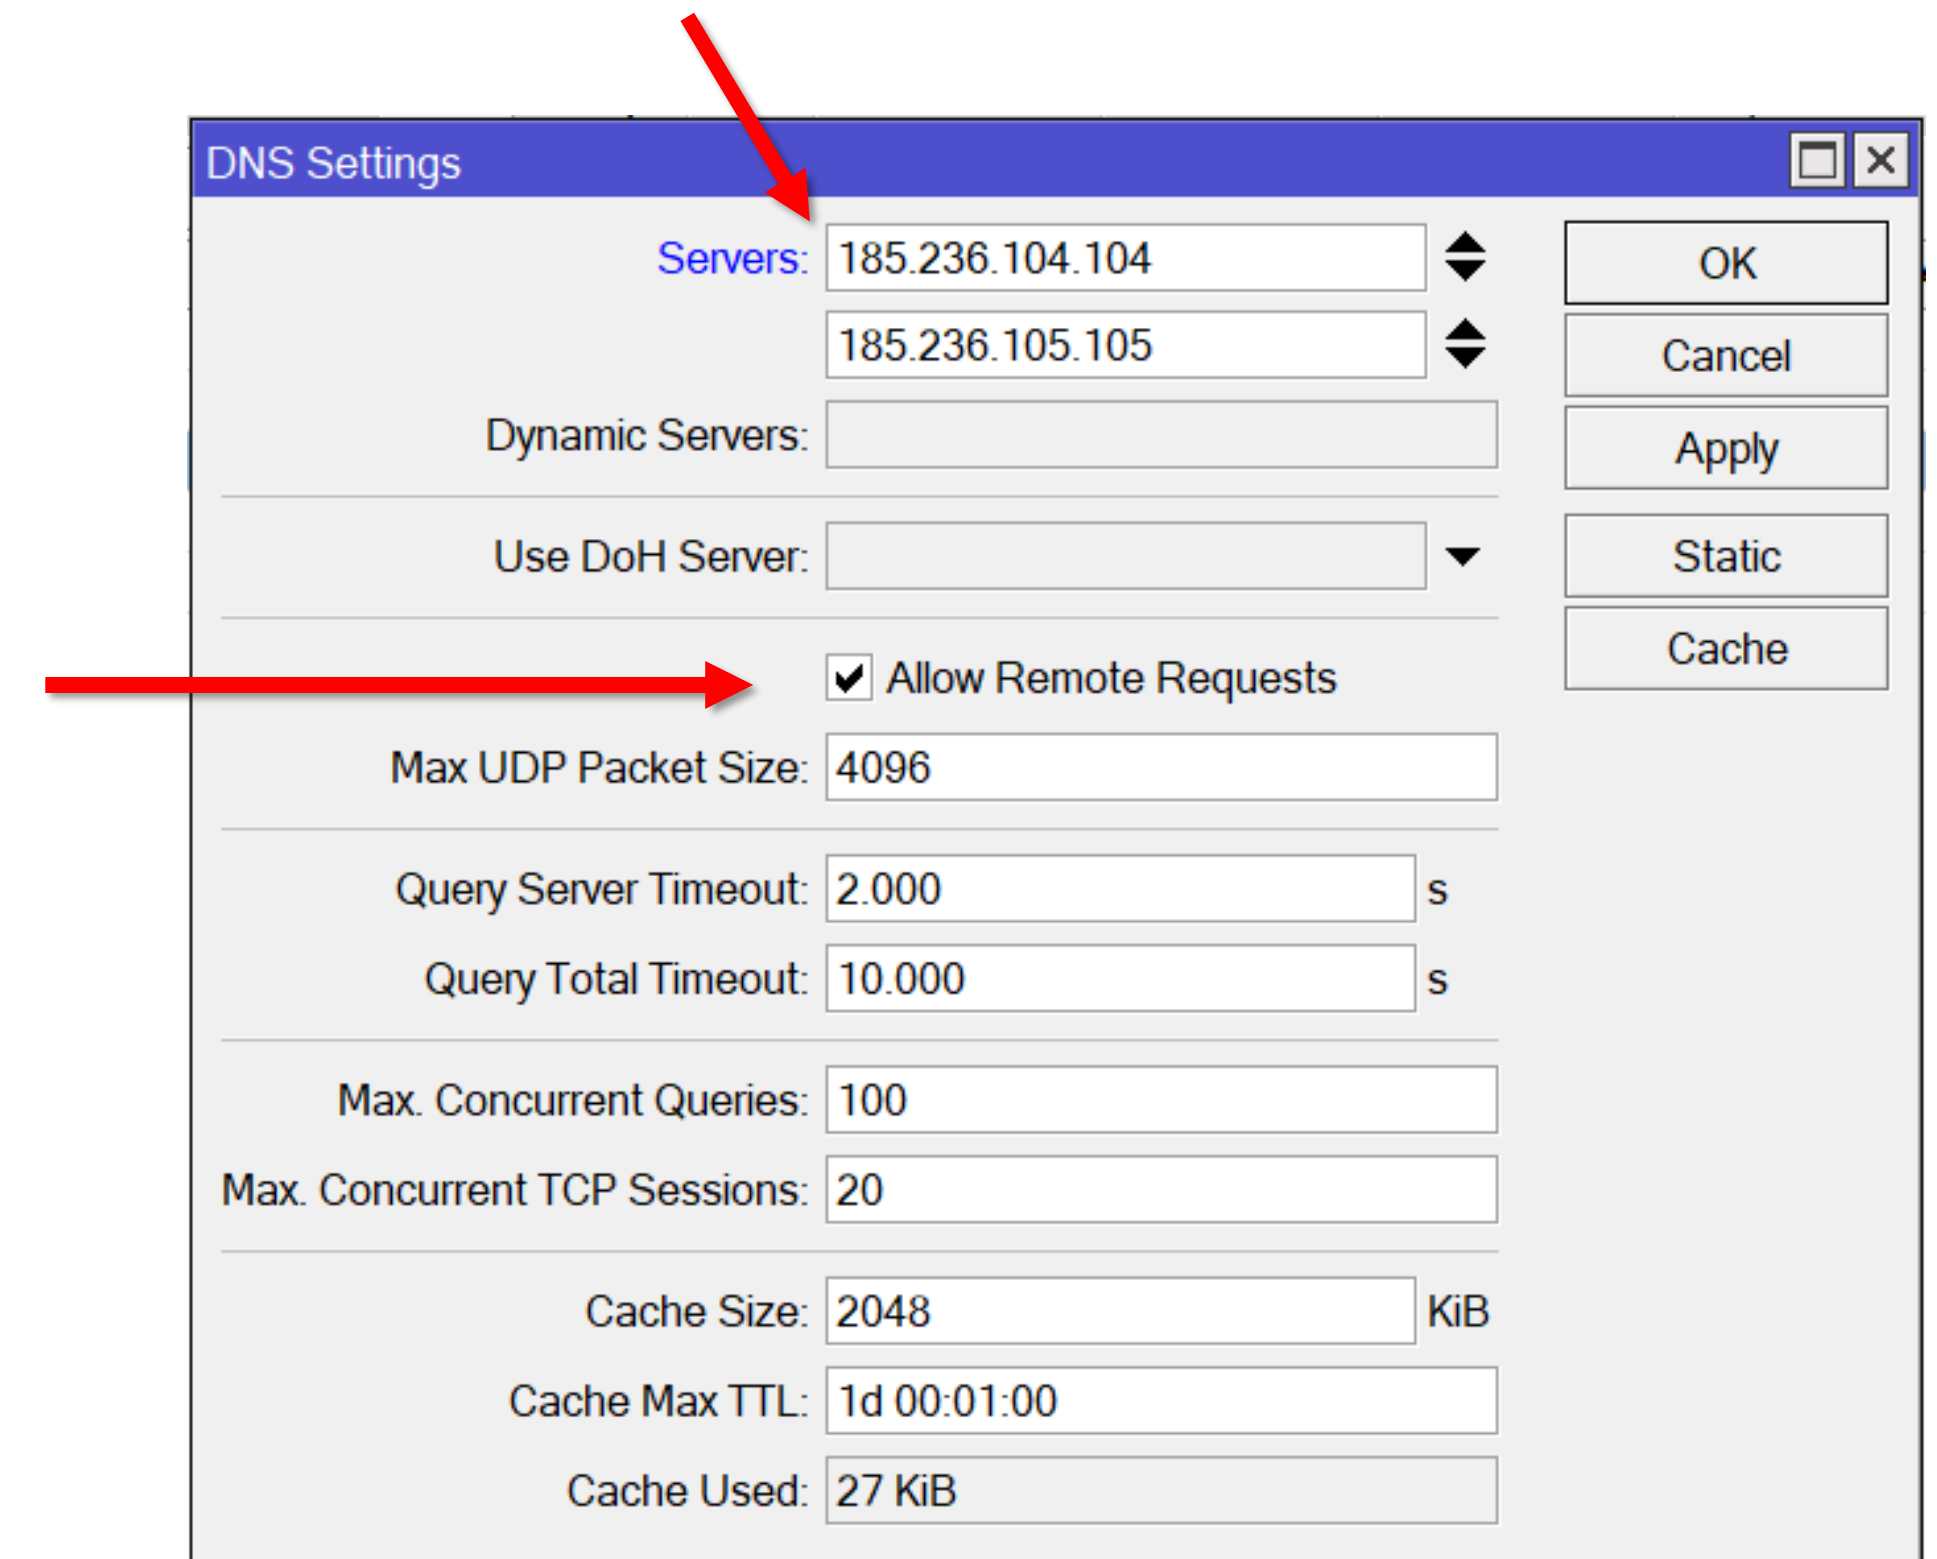 DNS Settings
Servers: 185.236.104.104
185.236.105.105
Dynamic Servers:
Use DoH Server:
Allow Remote Requests
Max UDP Packet Size: 4096
Query Server Timeout: 2.000 s
Query Total Timeout: 10.000 s
Max. Concurrent Queries: 100
Max. Concurrent TCP Sessions: 20
Cache Size: 2048 KiB
Cache Max TTL: 1d 00:01:00
Cache Used: 27 KiB
OK
Cancel
Apply
Static
Cache